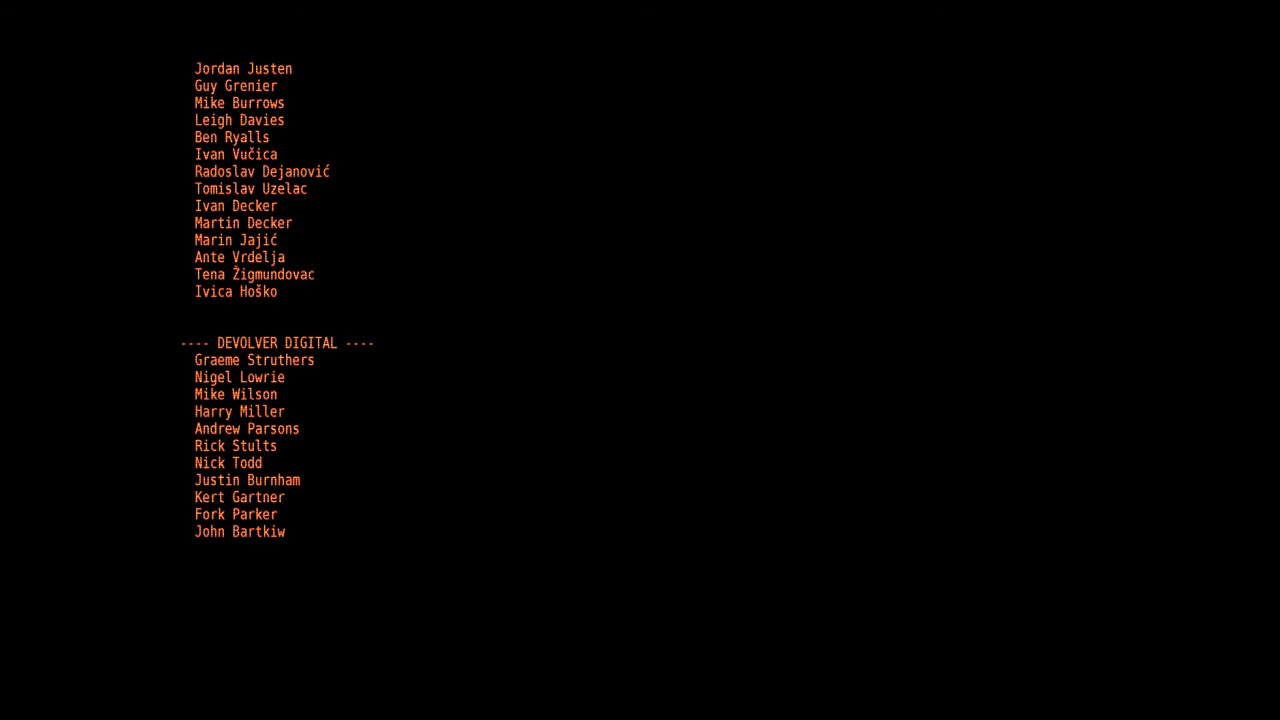 Jordan Justen
Guy Grenier
Mike Burrows
Leigh Davies
Ben Ryalls
Ivan Vučica
Radoslav Dejanović
Tomislav Uzelac
Ivan Decker
Martin Decker
Marin Jajić
Ante Vrdelja
Tena Žigmundovac
Ivica Hoško
---- DEVOLVER DIGITAL ----
Graeme Struthers
Nigel Lowrie
Mike Wilson
Harry Miller
Andrew Parsons
Rick Stults
Nick Todd
Justin Burnham
Kert Gartner
Fork Parker
John Bartkiw